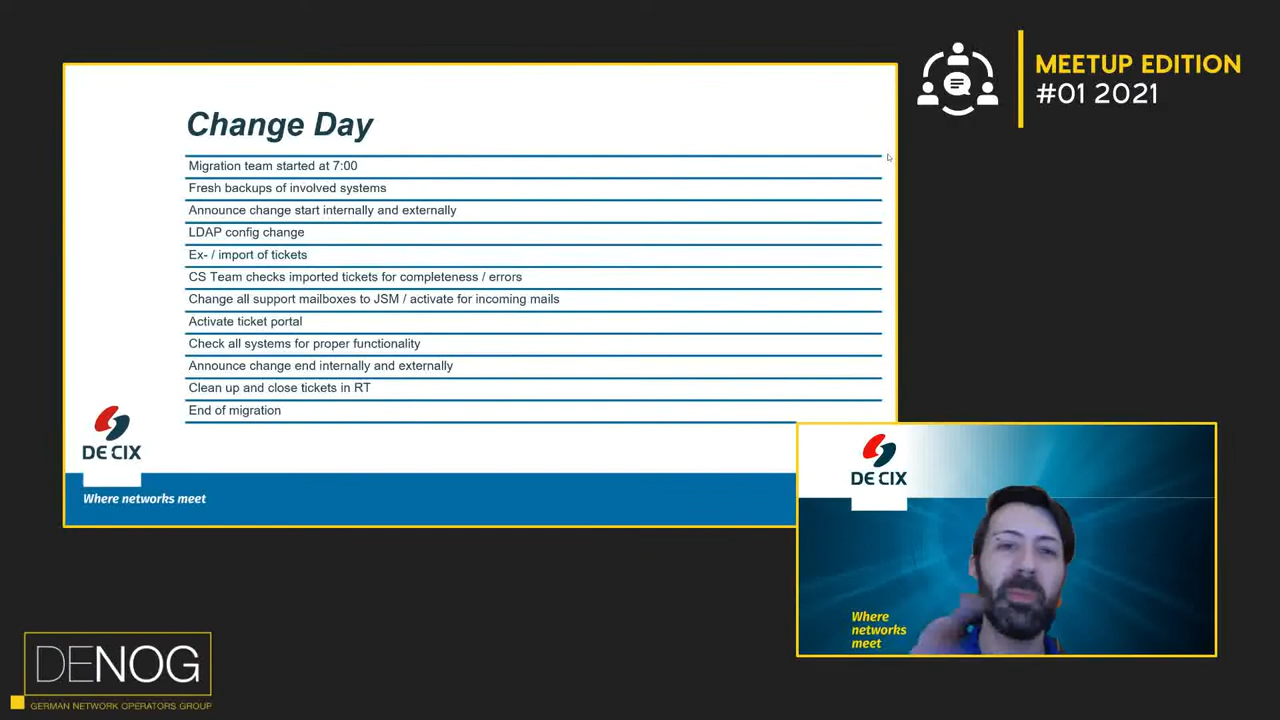 MEETUP EDITION
#01 2021
Change Day
Migration team started at 7:00
Fresh backups of involved systems
Announce change start internally and externally
LDAP config change
Ex- / import of tickets
CS Team checks imported tickets for completeness / errors
Change all support mailboxes to JSM / activate for incoming mails
Activate ticket portal
Check all systems for proper functionality
Announce change end internally and externally
Clean up and close tickets in RT
End of migration
DE CIX
Where networks meet
DE CIX
Where
networks
meet
DENOG
GERMAN NETWORK OPERATORS GROUP